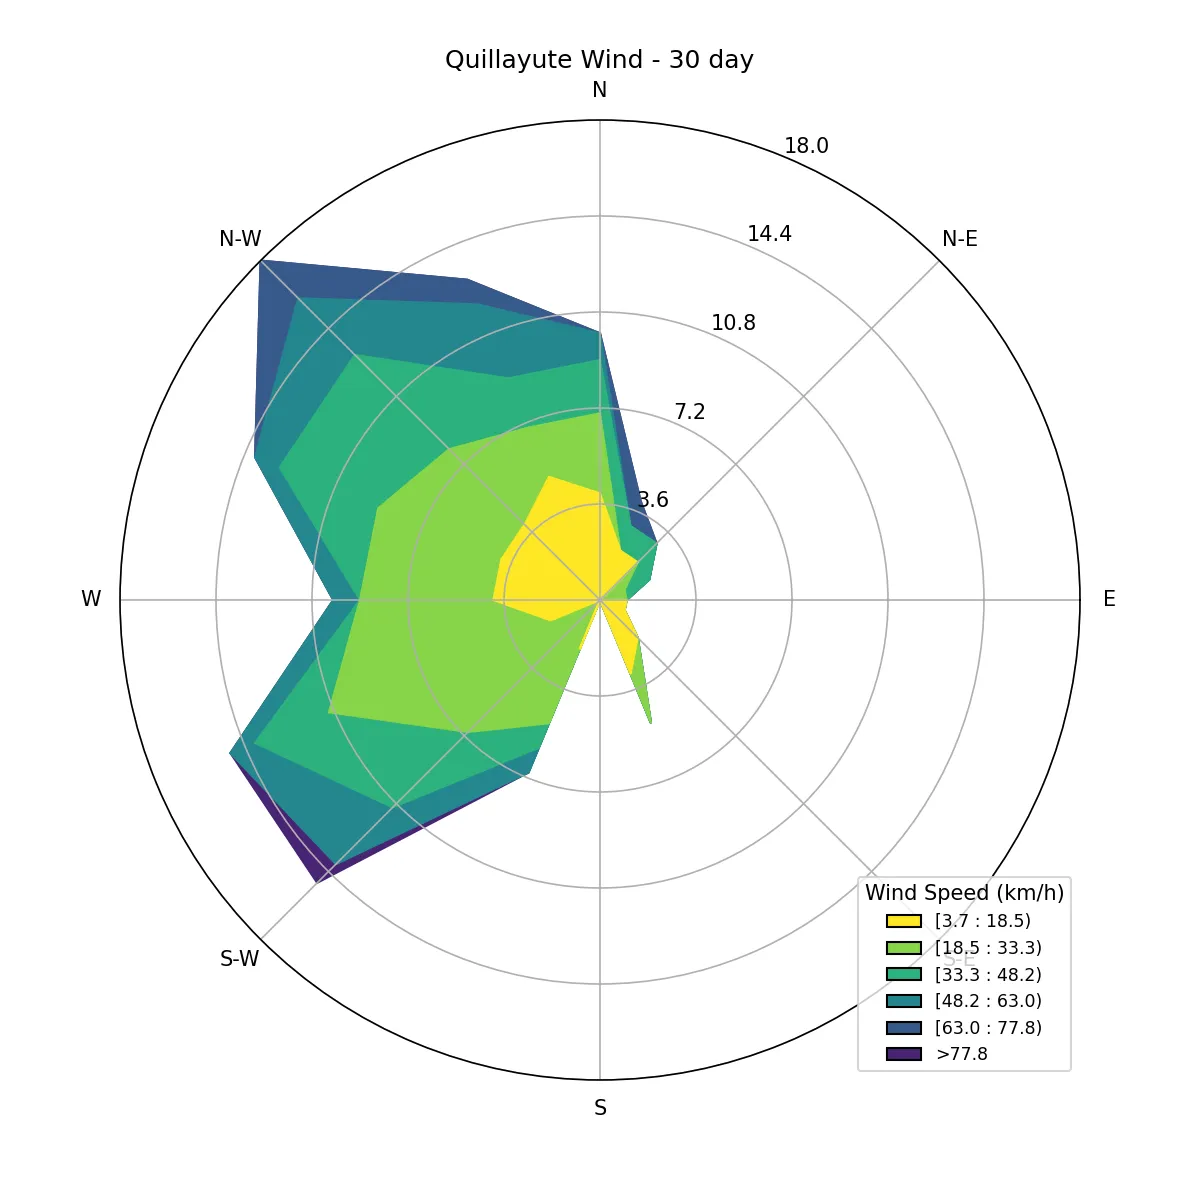 Quillayute Wind - 30 day
N
18.0
14.4
N-W
N-E
10.8
7.2
3.6
W
E
Wind Speed (km/h)
[3.7 : 18.5)
[18.5 : 33.3)
S-W
S-E
[33.3 : 48.2)
[48.2 : 63.0)
[63.0 : 77.8)
>77.8
S